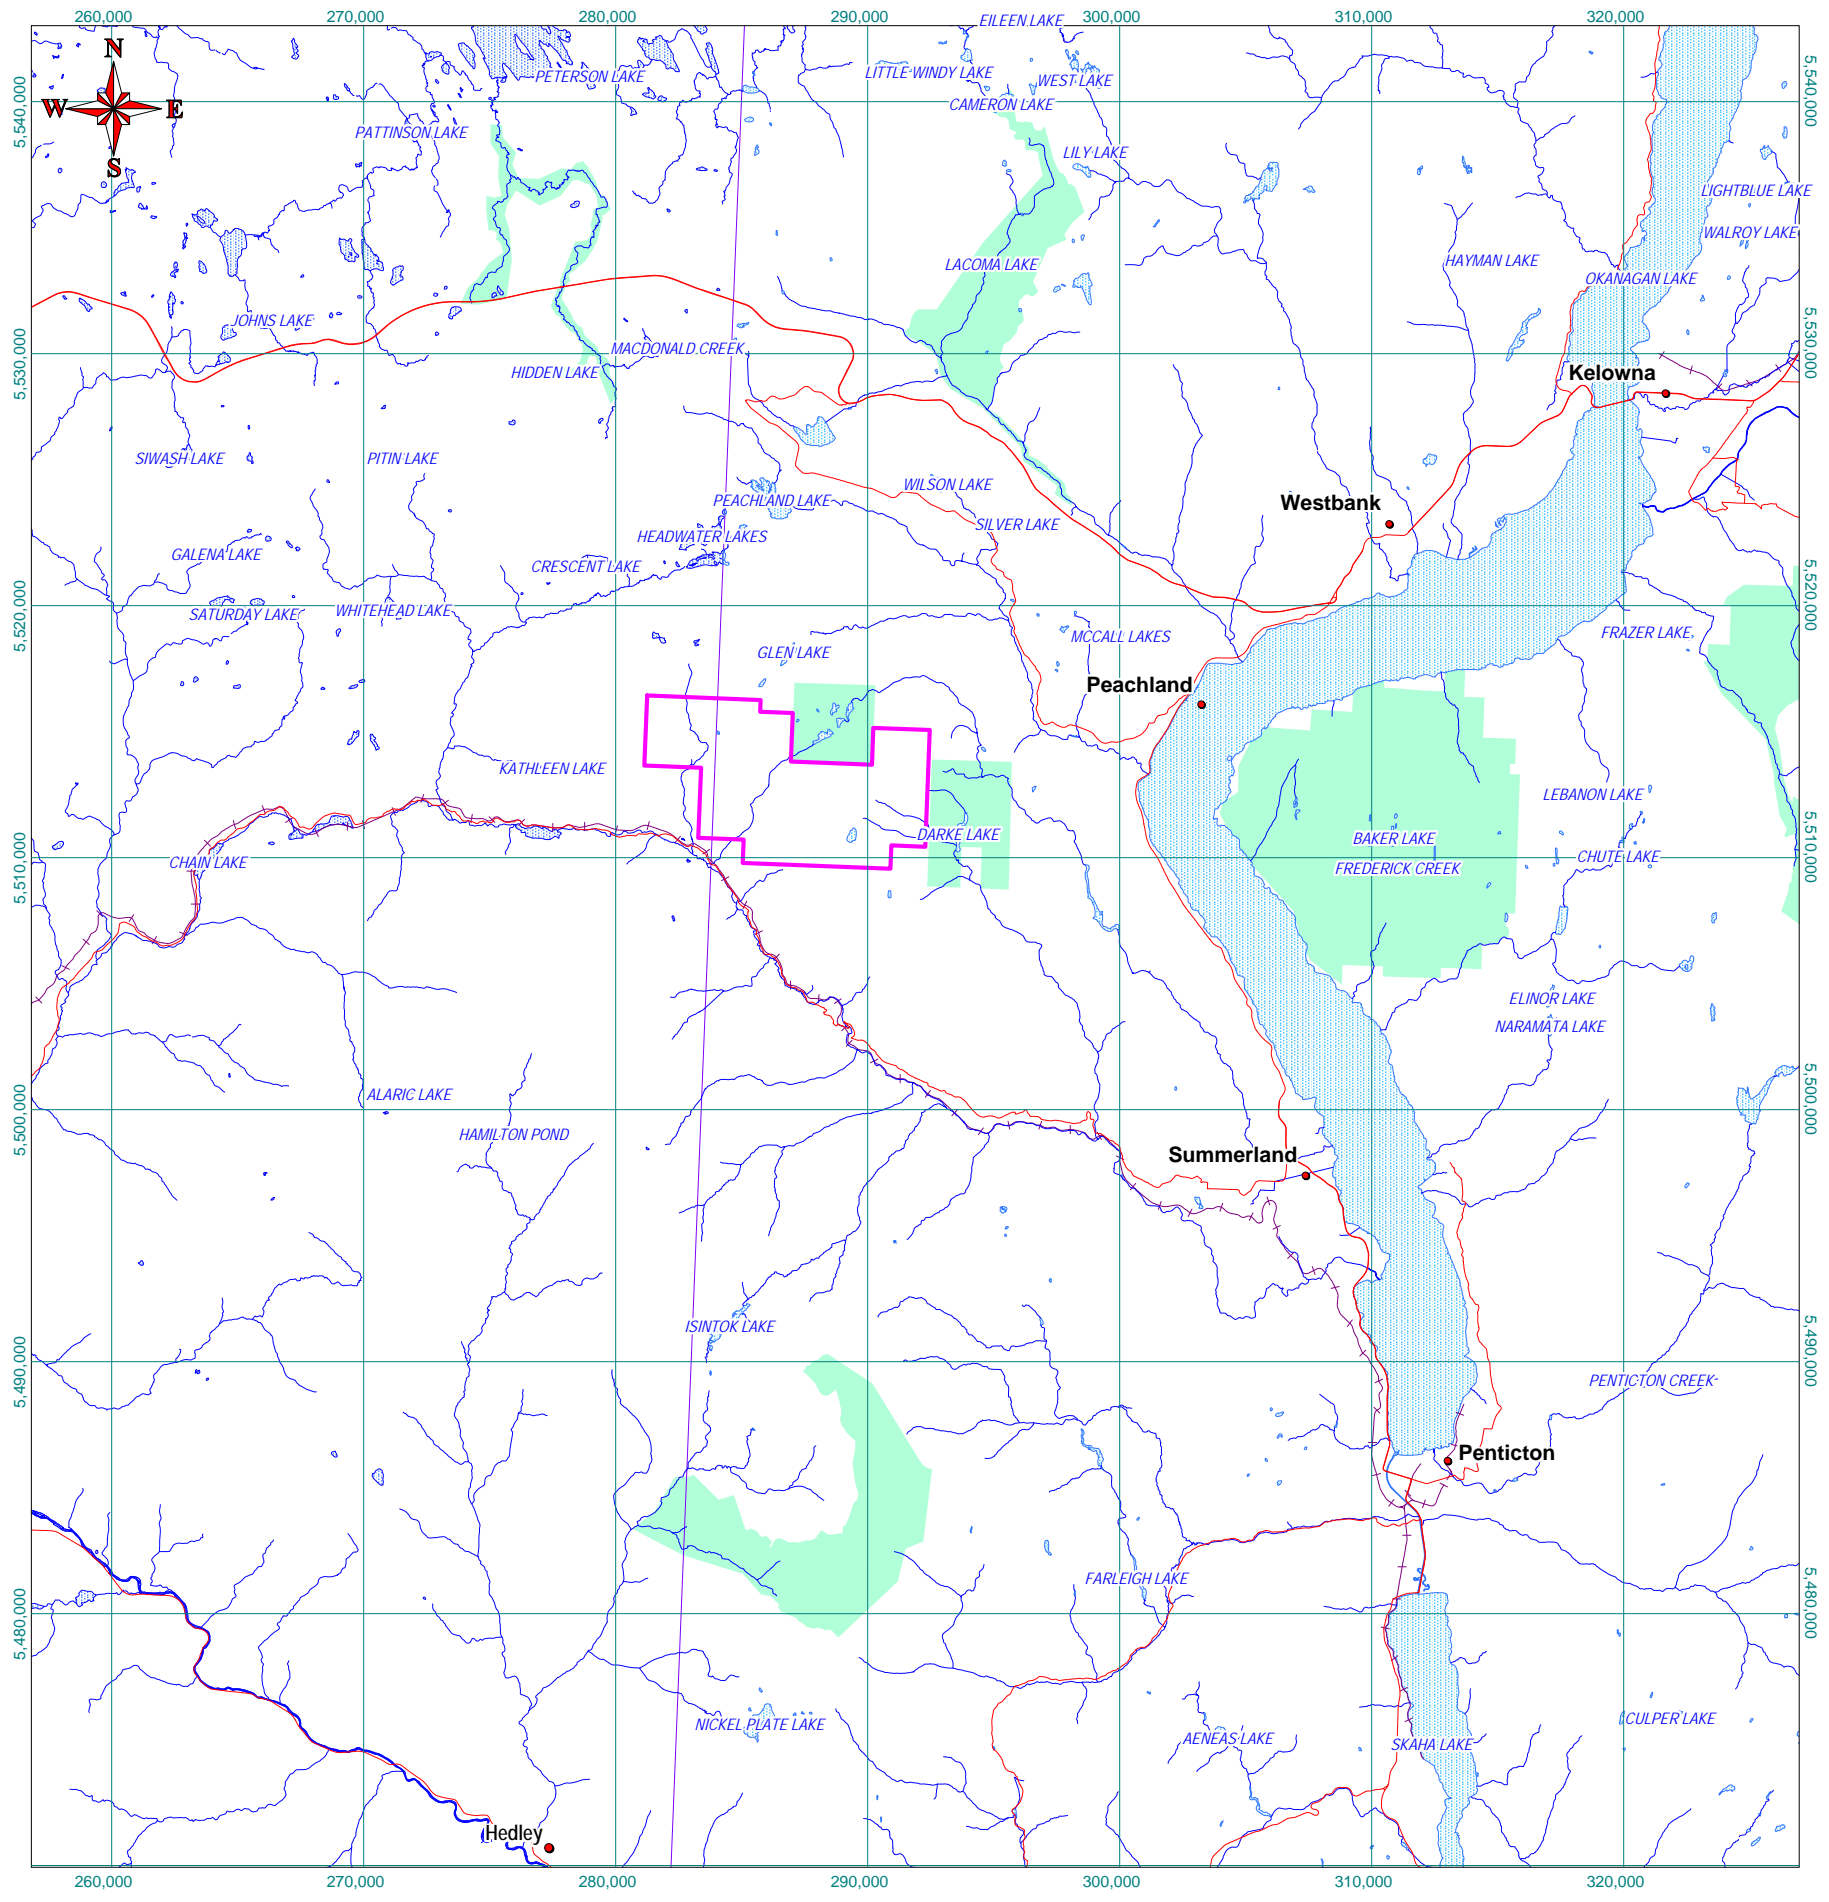 260,000 270,000 280,000 290,000 300,000 310,000 320,000
EILEEN LAKE
N
W E
S
PETERSON LAKE
LITTLE WINDY LAKE
WEST LAKE
CAMERON LAKE
5,540,000
5,540,000
PATTINSON LAKE
LILY LAKE
LIGHTBLUE LAKE
WALROY LAKE
LACOMA LAKE
HAYMAN LAKE
OKANAGAN LAKE
JOHNS LAKE
MACDONALD CREEK
5,530,000
5,530,000
HIDDEN LAKE
Kelowna
SIWASH LAKE
PITIN LAKE
WILSON LAKE
PEACHLAND LAKE
Westbank
SILVER LAKE
HEADWATER LAKES
GALENA LAKE
CRESCENT LAKE
5,520,000
5,520,000
SATURDAY LAKE
WHITEHEAD LAKE
FRAZER LAKE
MCCALL LAKES
GLEN LAKE
Peachland
KATHLEEN LAKE
LEBANON LAKE
DARKE LAKE
BAKER LAKE
5,510,000
5,510,000
CHAIN LAKE
CHUTE LAKE
FREDERICK CREEK
ELINOR LAKE
NARAMATA LAKE
ALARIC LAKE
5,500,000
5,500,000
HAMILTON POND
Summerland
ISINTOK LAKE
5,490,000
5,490,000
PENTICTON CREEK
Penticton
FARLEIGH LAKE
5,480,000
5,480,000
NICKEL PLATE LAKE
CULPER LAKE
AENEAS LAKE
SKAHA LAKE
Hedley
260,000 270,000 280,000 290,000 300,000 310,000 320,000